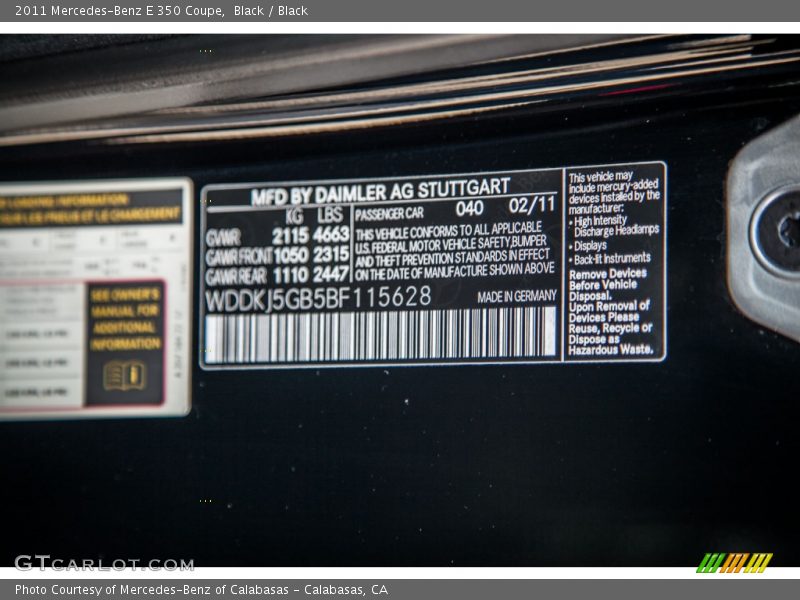 2011 Mercedes-Benz E 350 Coupe,  Black / Black
LOADING INFORMATION
SEE OWNER'S
MANUAL FOR
ADDITIONAL
INFORMATION
MFD BY DAIMLER AG STUTTGART
KG LBS
GVWR 2115 4663
GAWR FRONT 1050 2315
GAWR REAR 1110 2447
PASSENGER CAR 040 02/11
THIS VEHICLE CONFORMS TO ALL APPLICABLE
U.S. FEDERAL MOTOR VEHICLE SAFETY,BUMPER
AND THEFT PREVENTION STANDARDS IN EFFECT
ON THE DATE OF MANUFACTURE SHOWN ABOVE
WDDKJ5GB5BF115628 MADE IN GERMANY
This vehicle may
include mercury-added
devices installed by the
manufacturer:
• High Intensity
Discharge Headlamps
• Displays
• Back-lit Instruments
Remove Devices
Before Vehicle
Disposal.
Upon Removal of
Devices Please
Reuse, Recycle or
Dispose as
Hazardous Waste.
GTCARLOT.COM
Photo Courtesy of Mercedes-Benz of Calabasas - Calabasas, CA